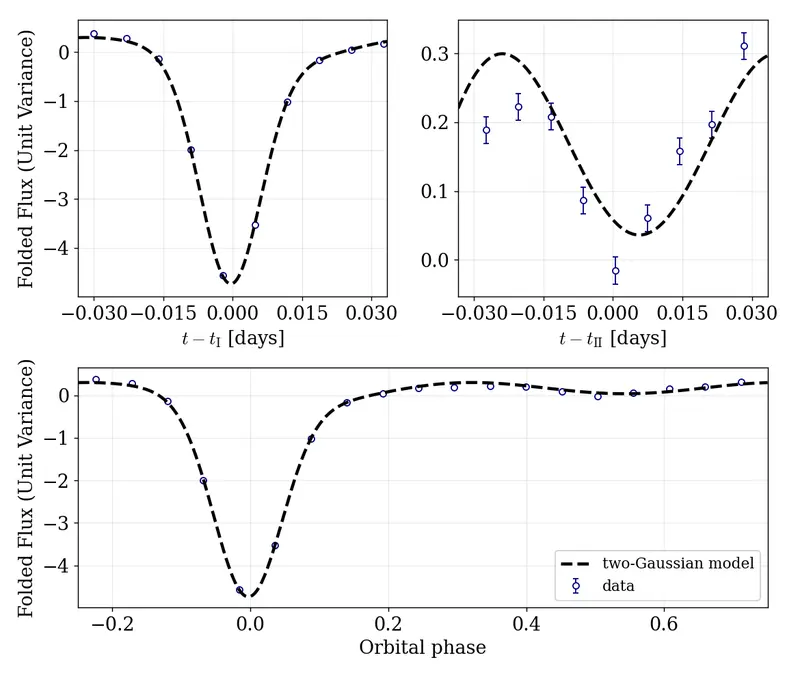 Folded Flux (Unit Variance)
0
−1
−2
−3
−4
−0.030 −0.015 0.000 0.015 0.030
t − t_I [days]
0.3
0.2
0.1
0.0
−0.030 −0.015 0.000 0.015 0.030
t − t_II [days]
Folded Flux (Unit Variance)
0
−1
−2
−3
−4
two-Gaussian model
data
−0.2 0.0 0.2 0.4 0.6
Orbital phase